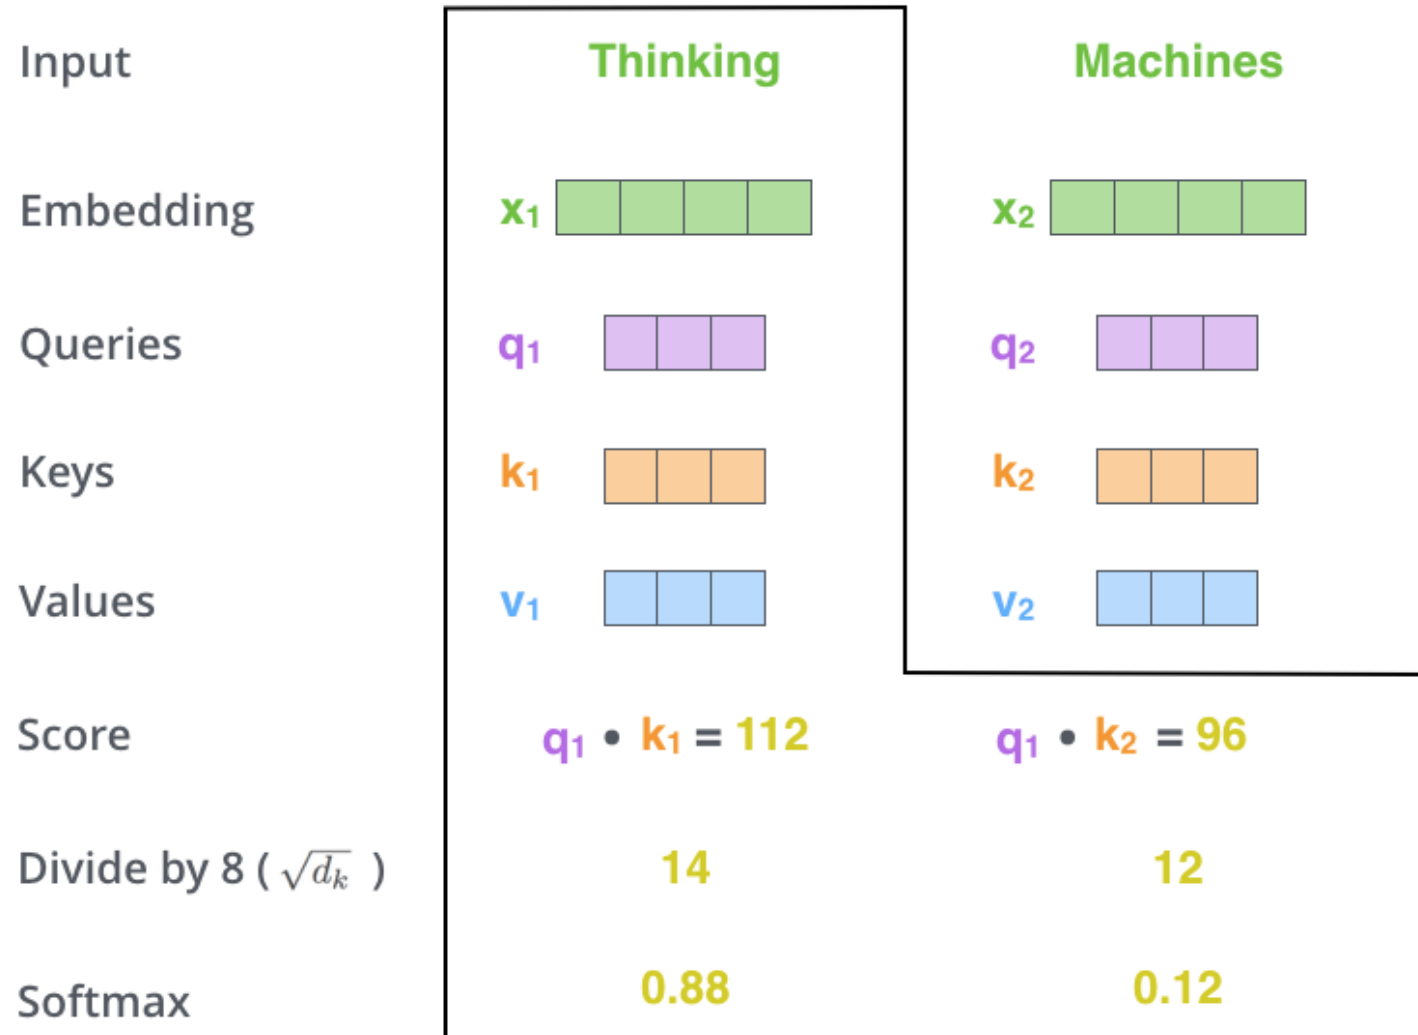 Input Thinking Machines
Embedding x₁ x₂
Queries q₁ q₂
Keys k₁ k₂
Values v₁ v₂
Score q₁ • k₁ = 112 q₁ • k₂ = 96
Divide by 8 ( √dₖ ) 14 12
Softmax 0.88 0.12